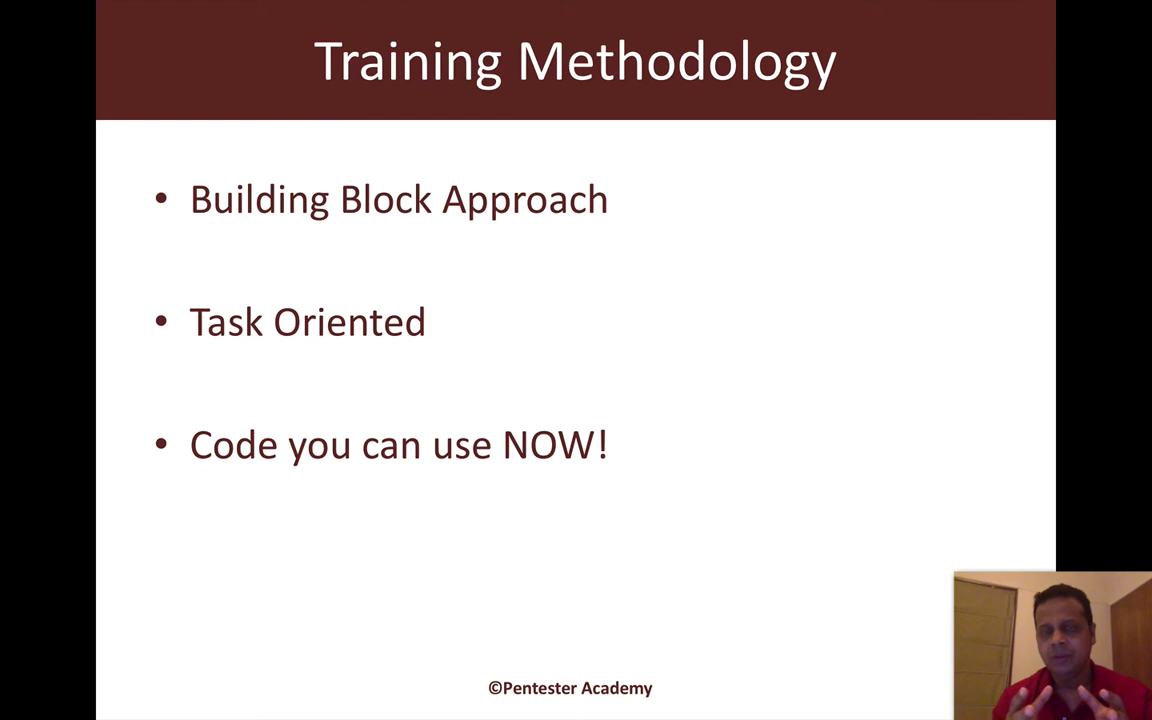 Training Methodology
• Building Block Approach
• Task Oriented
• Code you can use NOW!
©Pentester Academy